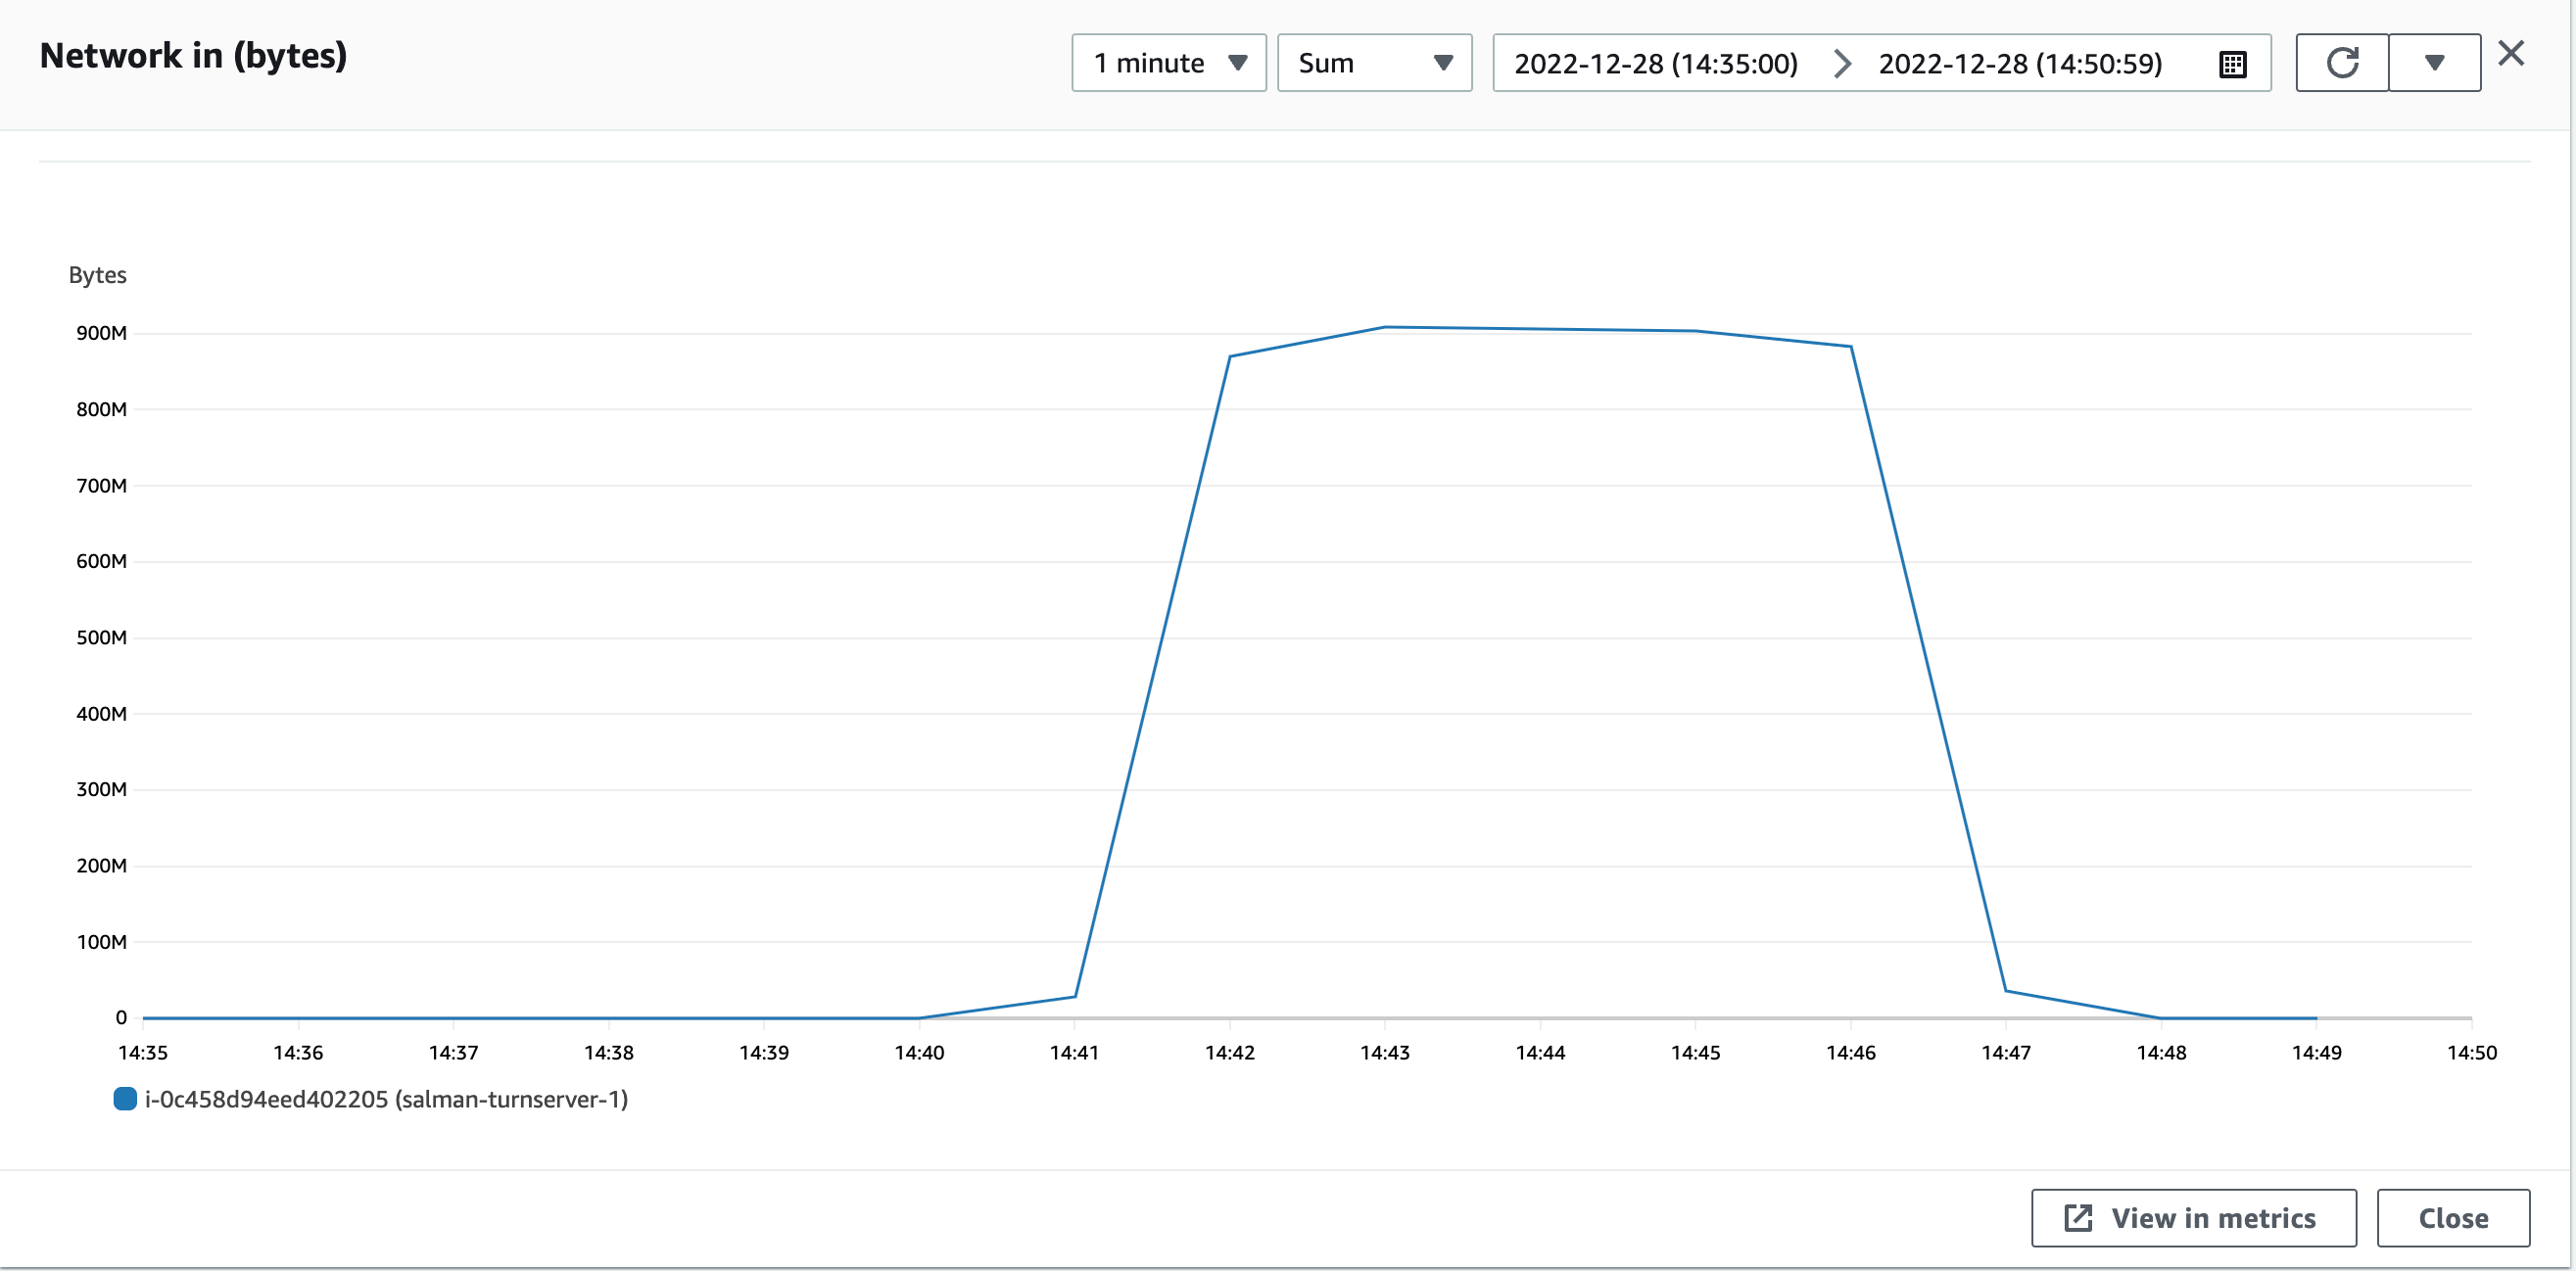 Network in (bytes)
1 minute
Sum
2022-12-28 (14:35:00)
2022-12-28 (14:50:59)
Bytes
900M
800M
700M
600M
500M
400M
300M
200M
100M
0
14:35 14:36 14:37 14:38 14:39 14:40 14:41 14:42 14:43 14:44 14:45 14:46 14:47 14:48 14:49 14:50
i-0c458d94eed402205 (salman-turnserver-1)
View in metrics
Close